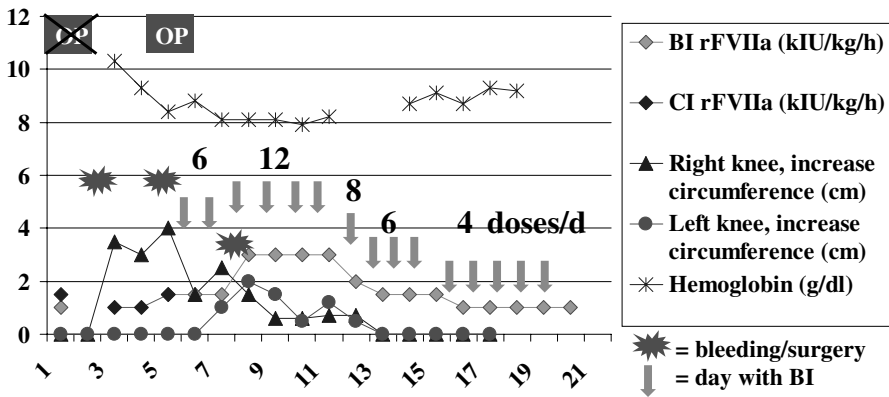 12
10
8
6
4
2
0
OP OP
6 12
8
6 4 doses/d
1 3 5 7 9 11 13 15 17 19 21
BI rFVIIa (kIU/kg/h)
CI rFVIIa (kIU/kg/h)
Right knee, increase
circumference (cm)
Left knee, increase
circumference (cm)
Hemoglobin (g/dl)
= bleeding/surgery
= day with BI